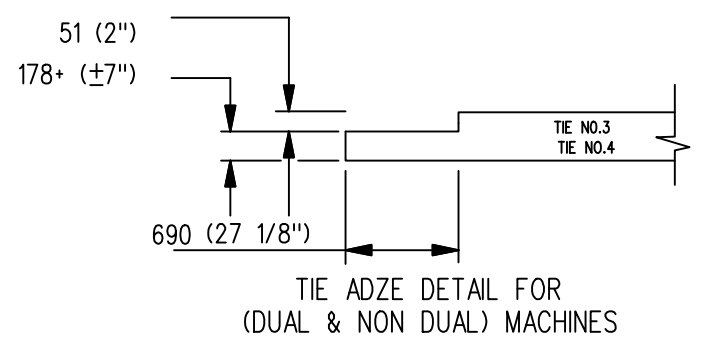 51 (2")
178+ (±7")
TIE NO.3
TIE NO.4
690 (27 1/8")
TIE ADZE DETAIL FOR
(DUAL & NON DUAL) MACHINES